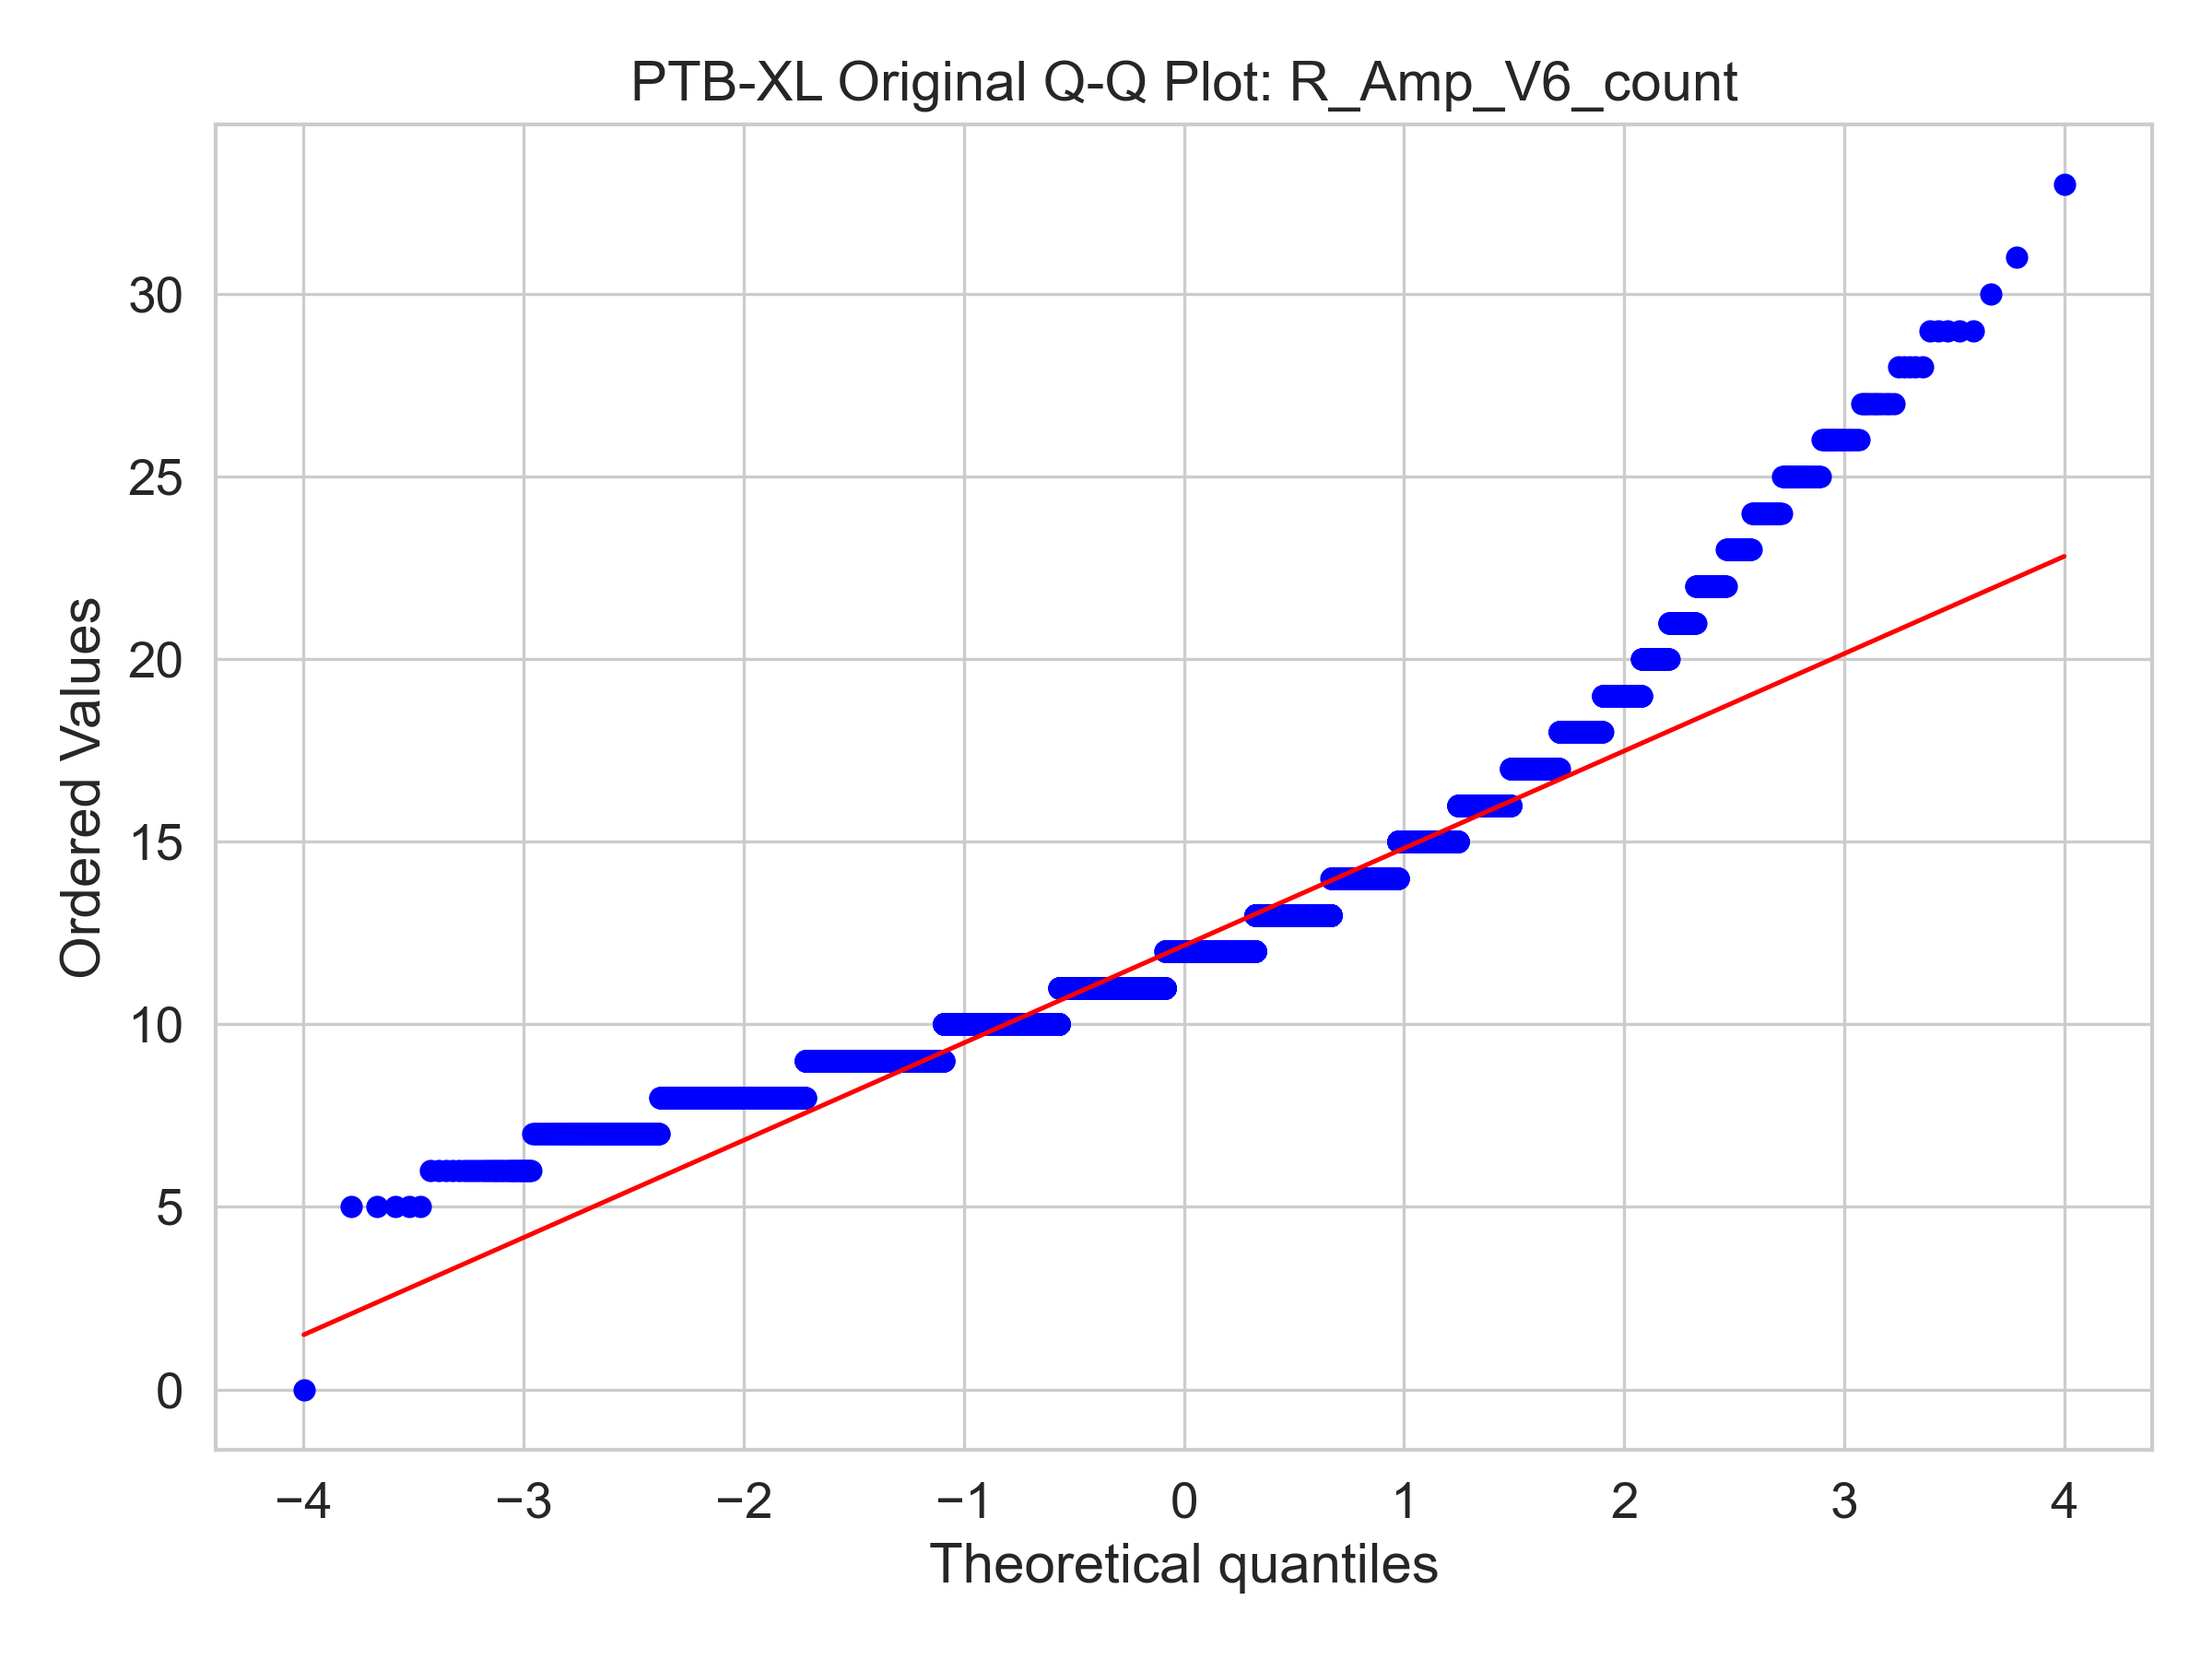 PTB-XL Original Q-Q Plot: R_Amp_V6_count
Ordered Values
30
25
20
15
10
5
0
−4 −3 −2 −1 0 1 2 3 4
Theoretical quantiles